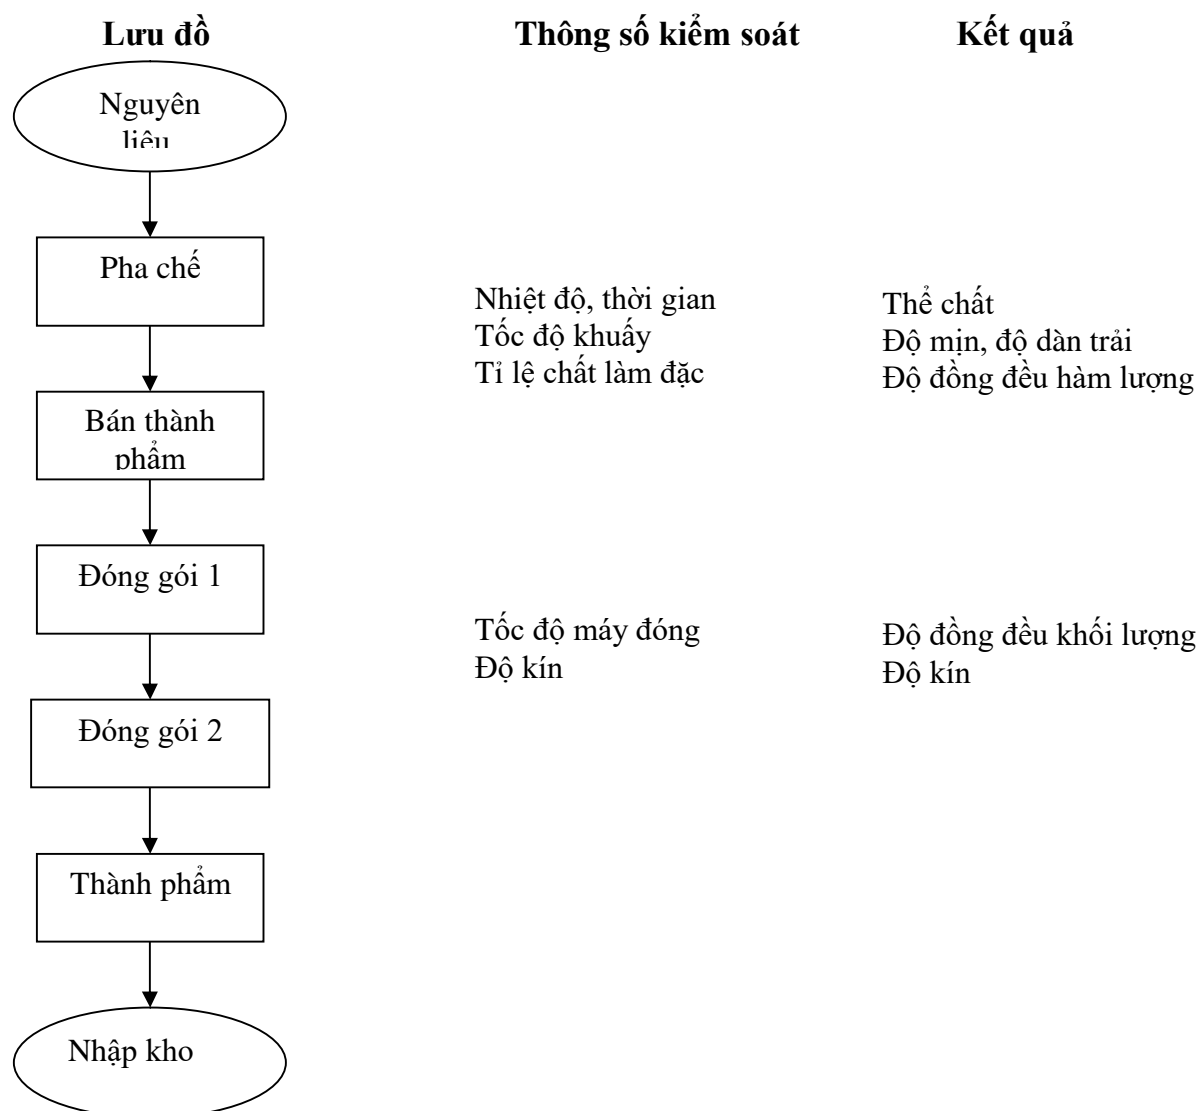 Lưu đồ Thông số kiểm soát Kết quả
Nguyên
liệu
Pha chế
Nhiệt độ, thời gian Thể chất
Tốc độ khuấy Độ mịn, độ dàn trải
Tỉ lệ chất làm đặc Độ đồng đều hàm lượng
Bán thành
phẩm
Đóng gói 1
Tốc độ máy đóng Độ đồng đều khối lượng
Độ kín Độ kín
Đóng gói 2
Thành phẩm
Nhập kho